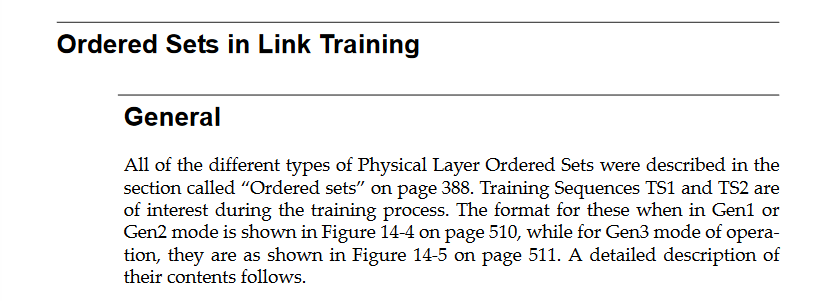 Ordered Sets in Link Training
General
All of the different types of Physical Layer Ordered Sets were described in the
section called “Ordered sets” on page 388. Training Sequences TS1 and TS2 are
of interest during the training process. The format for these when in Gen1 or
Gen2 mode is shown in Figure 14-4 on page 510, while for Gen3 mode of opera-
tion, they are as shown in Figure 14-5 on page 511. A detailed description of
their contents follows.